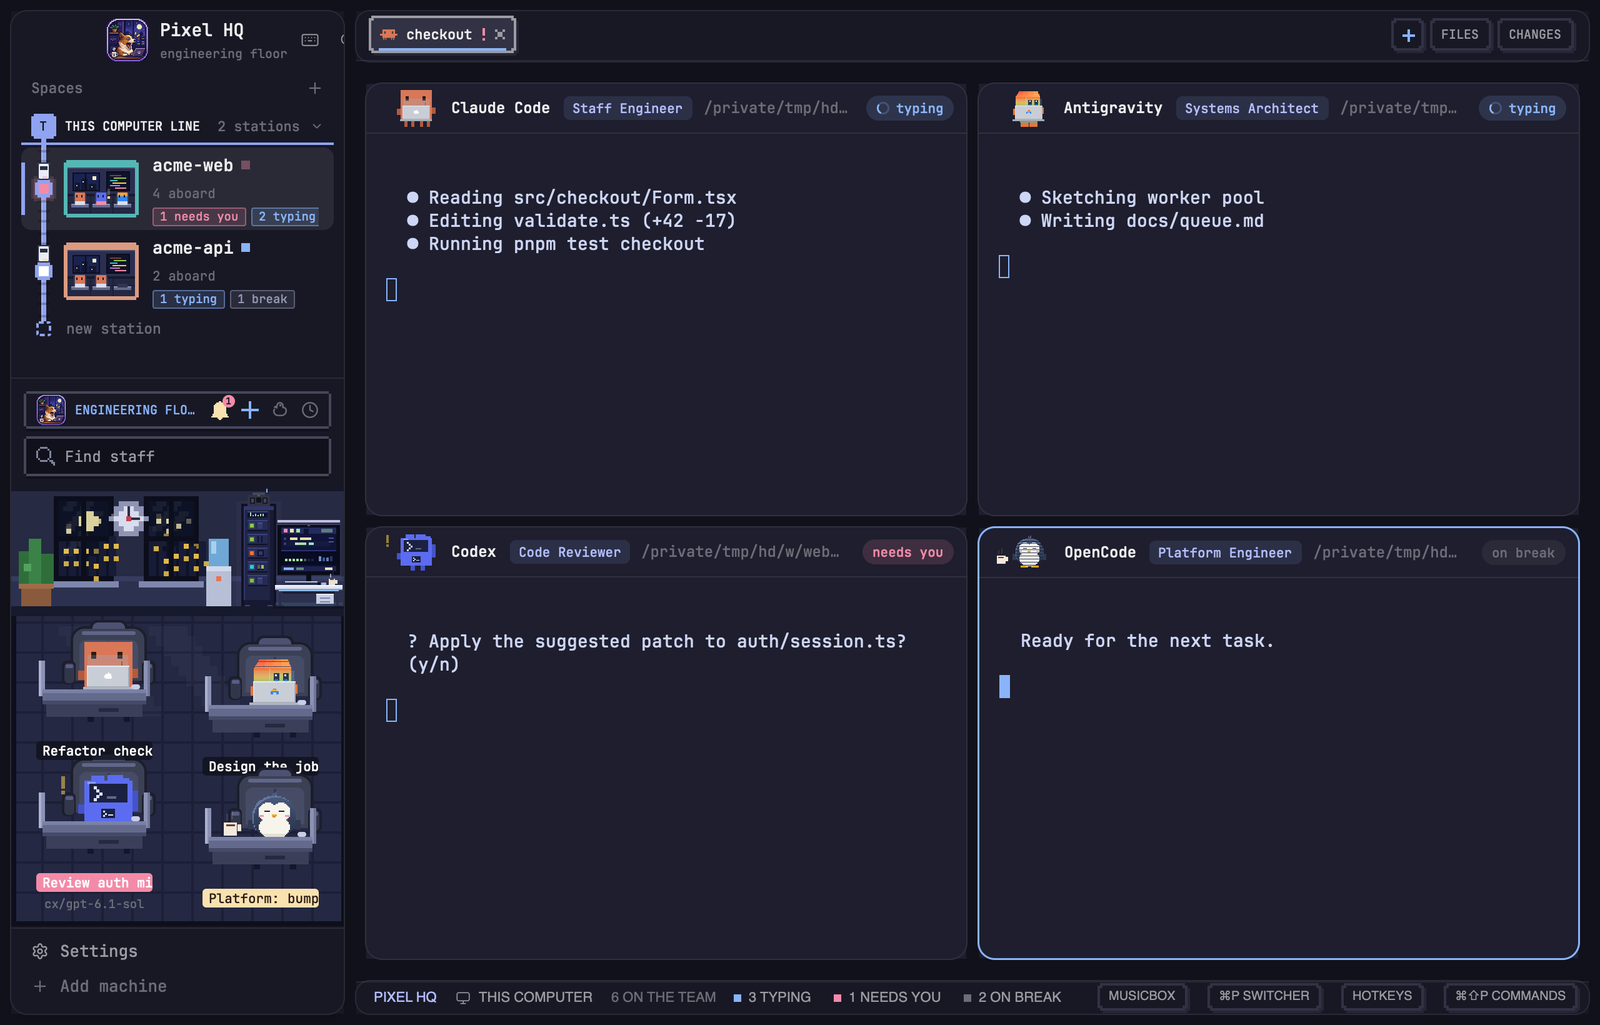 Pixel HQ
engineering floor
Spaces
T THIS COMPUTER LINE 2 stations
acme-web
4 aboard
1 needs you 2 typing
acme-api
2 aboard
1 typing 1 break
new station
ENGINEERING FLO… 1
Find staff
Refactor check
Design the job
Review auth mi
cx/gpt-6.1-sol
Platform: bump
Settings
Add machine
checkout !
FILES CHANGES
Claude Code Staff Engineer /private/tmp/hd… typing
Reading src/checkout/Form.tsx
Editing validate.ts (+42 -17)
Running pnpm test checkout
Antigravity Systems Architect /private/tmp… typing
Sketching worker pool
Writing docs/queue.md
! Codex Code Reviewer /private/tmp/hd/w/web… needs you
? Apply the suggested patch to auth/session.ts?
(y/n)
OpenCode Platform Engineer /private/tmp/hd… on break
Ready for the next task.
PIXEL HQ THIS COMPUTER 6 ON THE TEAM 3 TYPING 1 NEEDS YOU 2 ON BREAK MUSICBOX ⌘P SWITCHER HOTKEYS ⌘⇧P COMMANDS